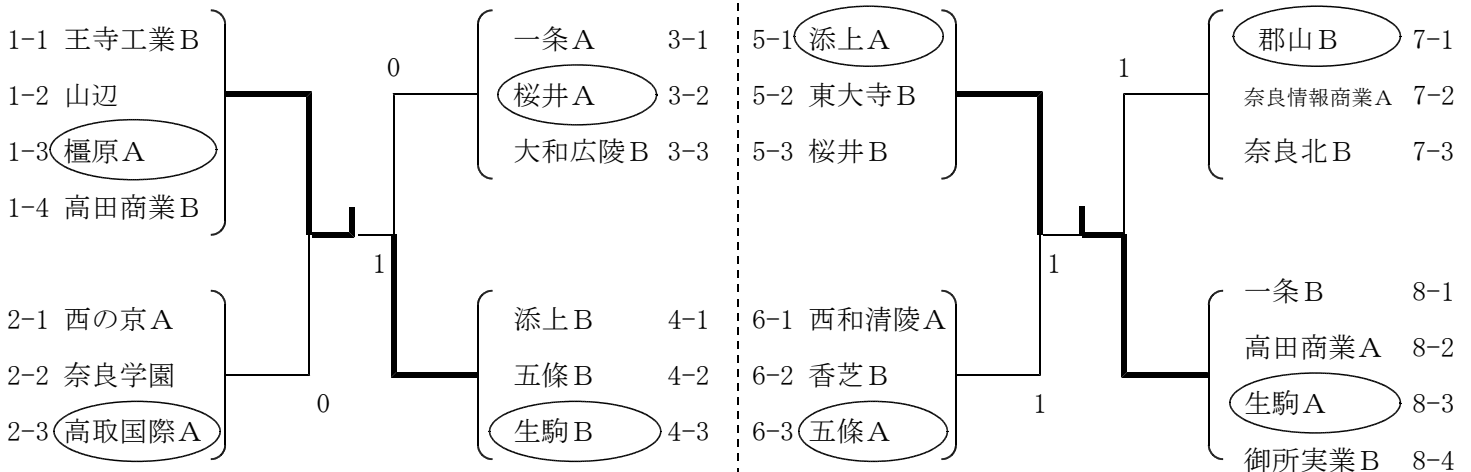 1-1 王寺工業B
1-2 山辺
1-3 橿原A
1-4 高田商業B
2-1 西の京A
2-2 奈良学園
2-3 高取国際A
0
0
1
一条A 3-1
桜井A 3-2
大和広陵B 3-3
添上B 4-1
五條B 4-2
生駒B 4-3
5-1 添上A
5-2 東大寺B
5-3 桜井B
6-1 西和清陵A
6-2 香芝B
6-3 五條A
1
1
1
郡山B 7-1
奈良情報商業A 7-2
奈良北B 7-3
一条B 8-1
高田商業A 8-2
生駒A 8-3
御所実業B 8-4